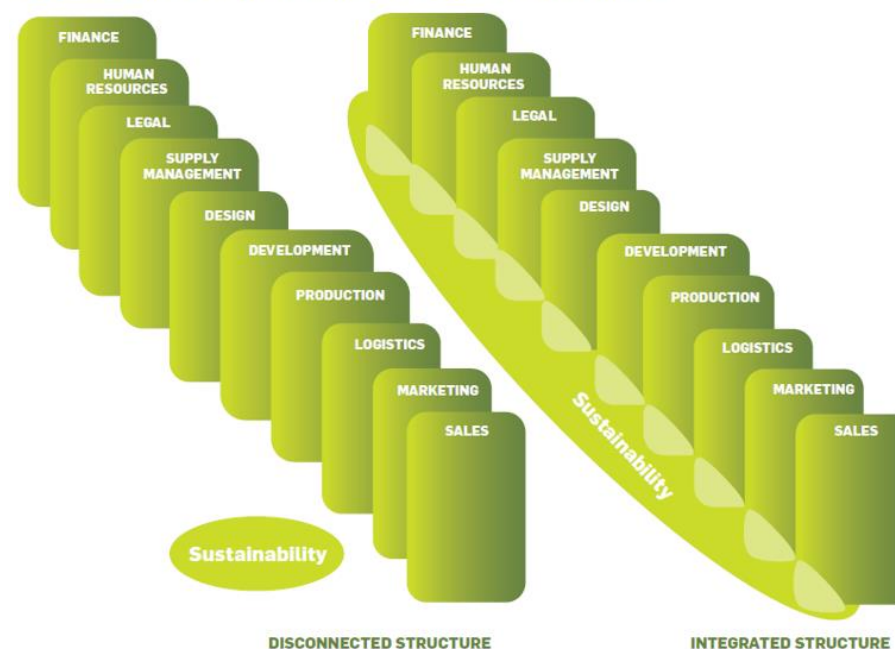 FINANCE
HUMAN
RESOURCES
LEGAL
SUPPLY
MANAGEMENT
DESIGN
DEVELOPMENT
PRODUCTION
LOGISTICS
MARKETING
SALES
Sustainability
DISCONNECTED STRUCTURE
FINANCE
HUMAN
RESOURCES
LEGAL
SUPPLY
MANAGEMENT
DESIGN
DEVELOPMENT
PRODUCTION
LOGISTICS
MARKETING
SALES
Sustainability
INTEGRATED STRUCTURE